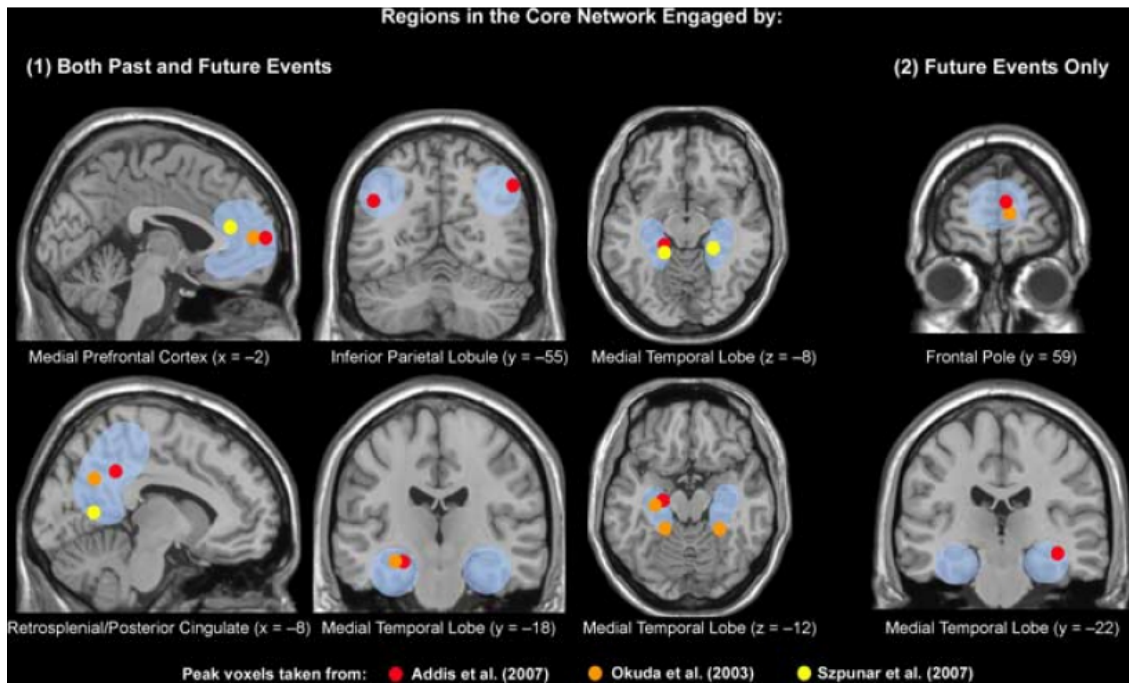 Regions in the Core Network Engaged by:
(1) Both Past and Future Events
(2) Future Events Only
Medial Prefrontal Cortex (x = –2)
Inferior Parietal Lobule (y = –55)
Medial Temporal Lobe (z = –8)
Frontal Pole (y = 59)
Retrosplenial/Posterior Cingulate (x = –8)
Medial Temporal Lobe (y = –18)
Medial Temporal Lobe (z = –12)
Medial Temporal Lobe (y = –22)
Peak voxels taken from: Addis et al. (2007) Okuda et al. (2003) Szpunar et al. (2007)